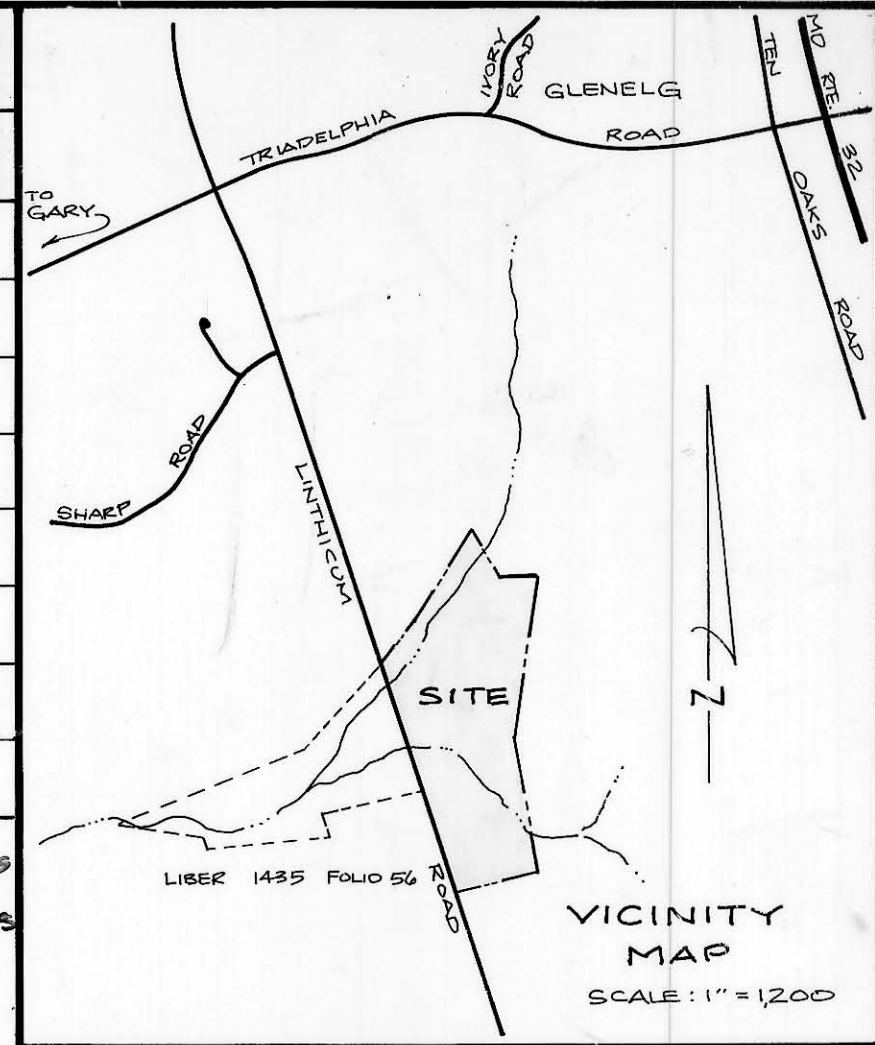 IVORY
ROAD
GLENELG
TEN
OAKS
ROAD
MD RTE. 32
TRIADELPHIA
ROAD
TO
GARY
SHARP
ROAD
LINTHICUM
ROAD
SITE
N
LIBER 1435 FOLIO 56
VICINITY
MAP
SCALE: 1" = 1,200